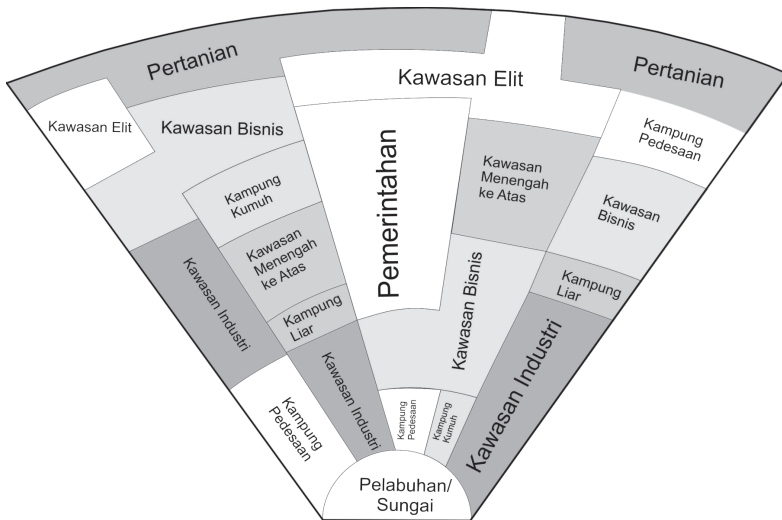 Pertanian
Kawasan Elit
Pertanian
Kawasan Elit
Kawasan Bisnis
Kampung
Pedesaan
Kampung
Kumuh
Pemerintahan
Kawasan
Menengah
ke Atas
Kawasan
Bisnis
Kawasan
Menengah
ke Atas
Kawasan Industri
Kampung
Liar
Kawasan Bisnis
Kampung
Liar
Kawasan Industri
Kawasan Industri
Kampung
Pedesaan
Kampung
Pedesaan
Kampung
Kumuh
Pelabuhan/
Sungai